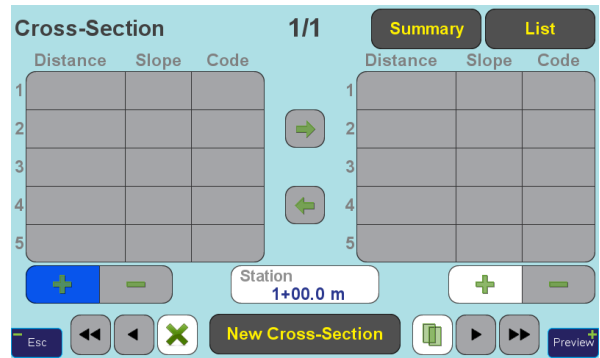 Cross-Section 1/1 Summary List
Distance Slope Code Distance Slope Code
1 1
2 2
3 3
4 4
5 5
+ − + −
Station
1+00.0 m
− Esc New Cross-Section Preview +